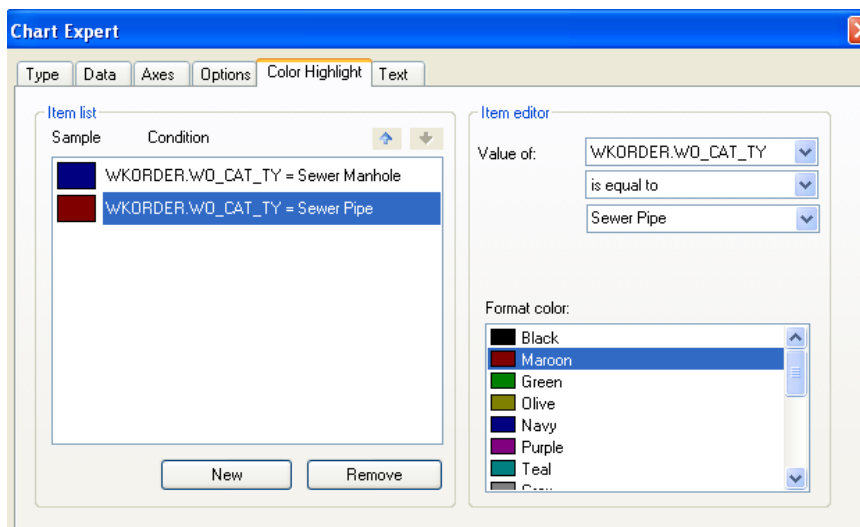 Chart Expert
Type Data Axes Options Color Highlight Text
Item list
Sample Condition
WKORDER.WO_CAT_TY = Sewer Manhole
WKORDER.WO_CAT_TY = Sewer Pipe
New Remove
Item editor
Value of: WKORDER.WO_CAT_TY
is equal to
Sewer Pipe
Format color:
Black
Maroon
Green
Olive
Navy
Purple
Teal